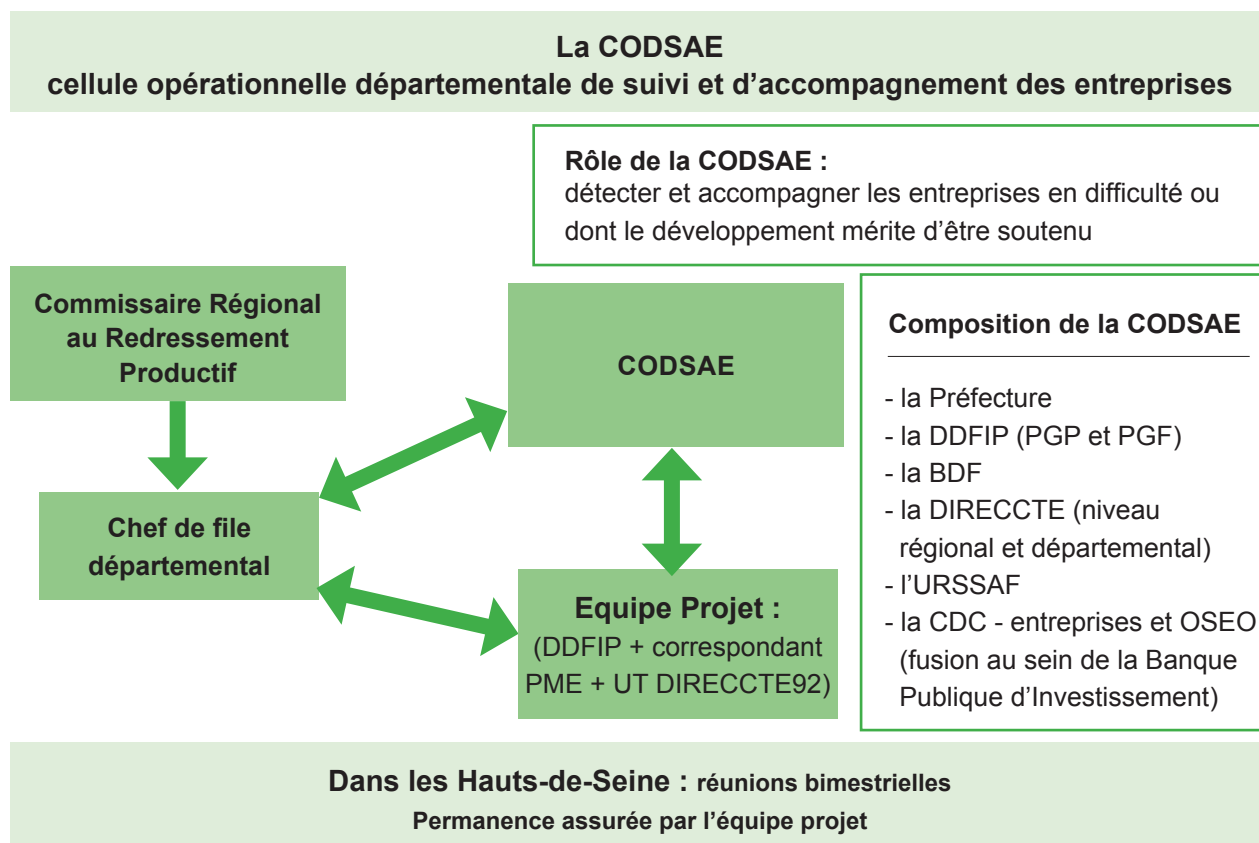 La CODSAE
cellule opérationnelle départementale de suivi et d’accompagnement des entreprises
Rôle de la CODSAE :
détecter et accompagner les entreprises en difficulté ou
dont le développement mérite d’être soutenu
Commissaire Régional
au Redressement
Productif
CODSAE
Chef de file
départemental
Equipe Projet :
(DDFIP + correspondant
PME + UT DIRECCTE92)
Composition de la CODSAE
- la Préfecture
- la DDFIP (PGP et PGF)
- la BDF
- la DIRECCTE (niveau
régional et départemental)
- l’URSSAF
- la CDC - entreprises et OSEO
(fusion au sein de la Banque
Publique d’Investissement)
Dans les Hauts-de-Seine : réunions bimestrielles
Permanence assurée par l’équipe projet